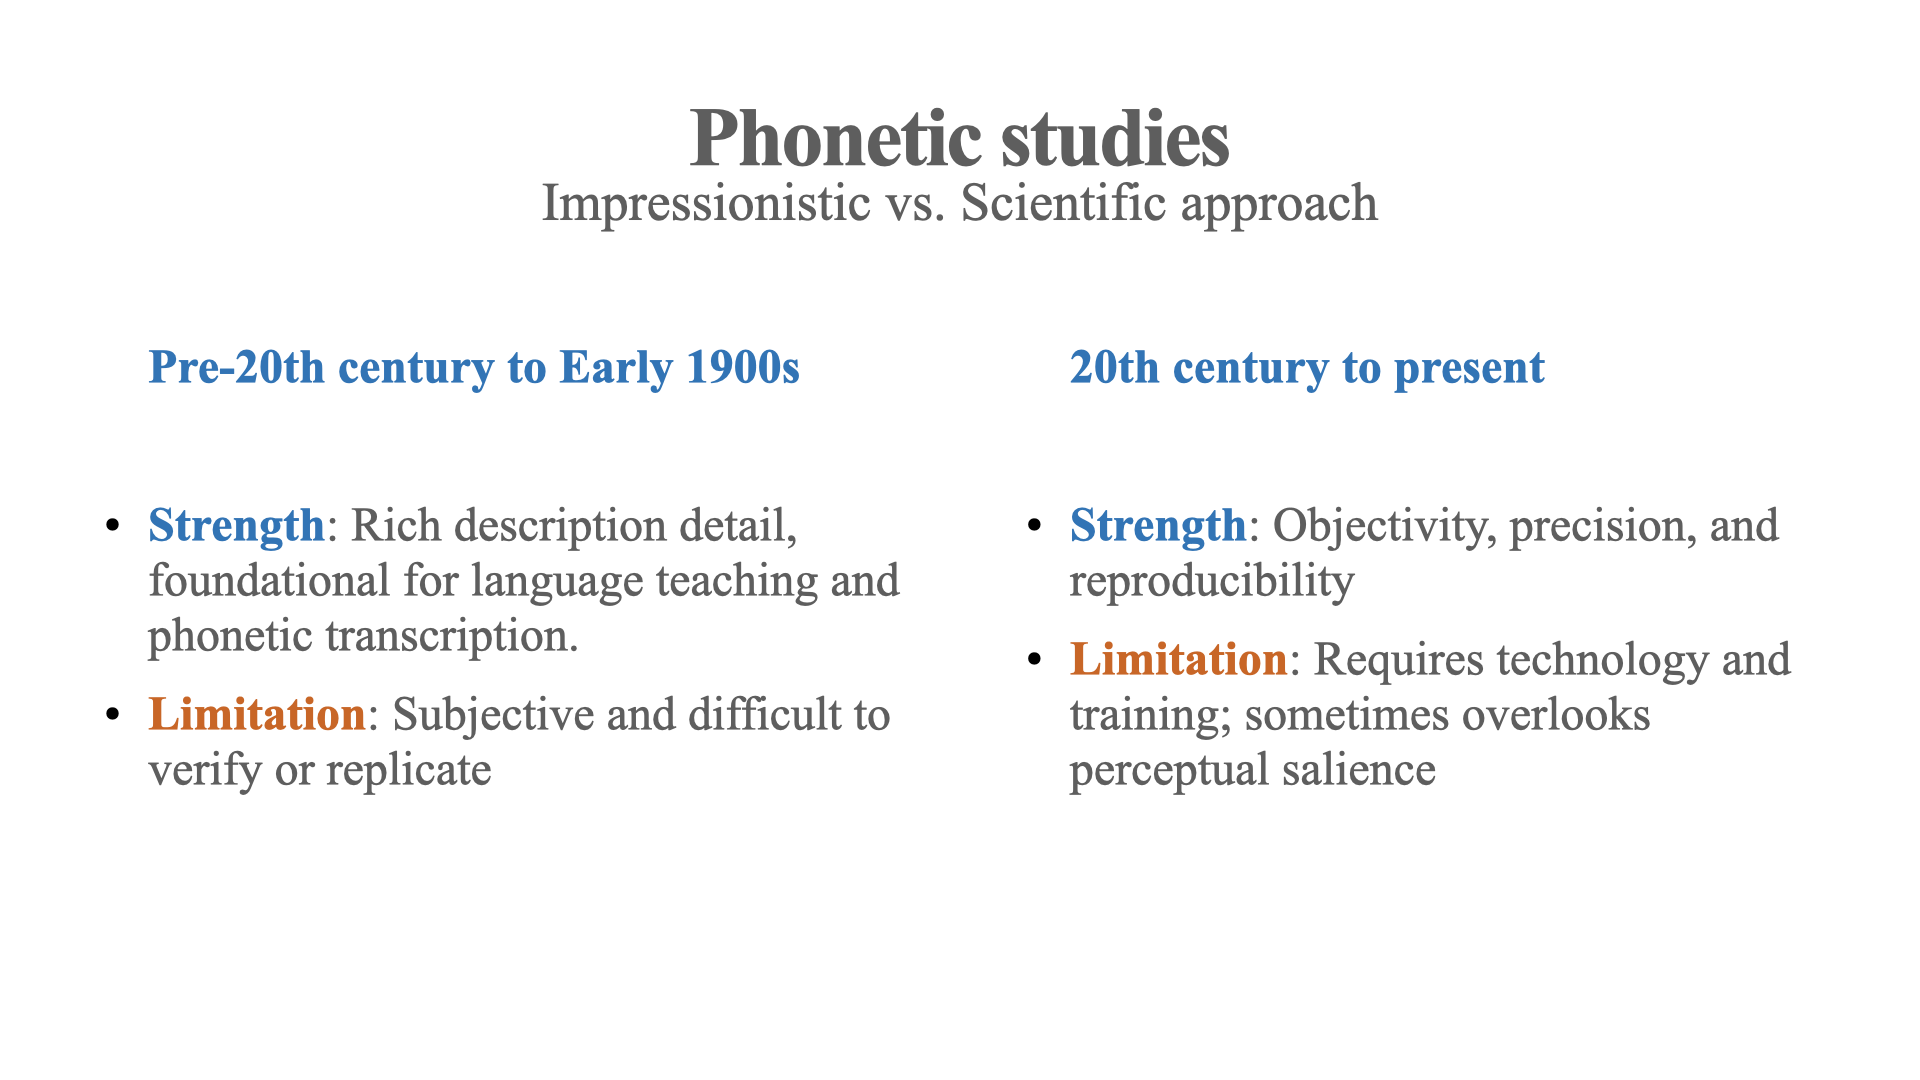 Phonetic studies
Impressionistic vs. Scientific approach
Pre-20th century to Early 1900s
• Strength: Rich description detail,
foundational for language teaching and
phonetic transcription.
• Limitation: Subjective and difficult to
verify or replicate
20th century to present
• Strength: Objectivity, precision, and
reproducibility
• Limitation: Requires technology and
training; sometimes overlooks
perceptual salience